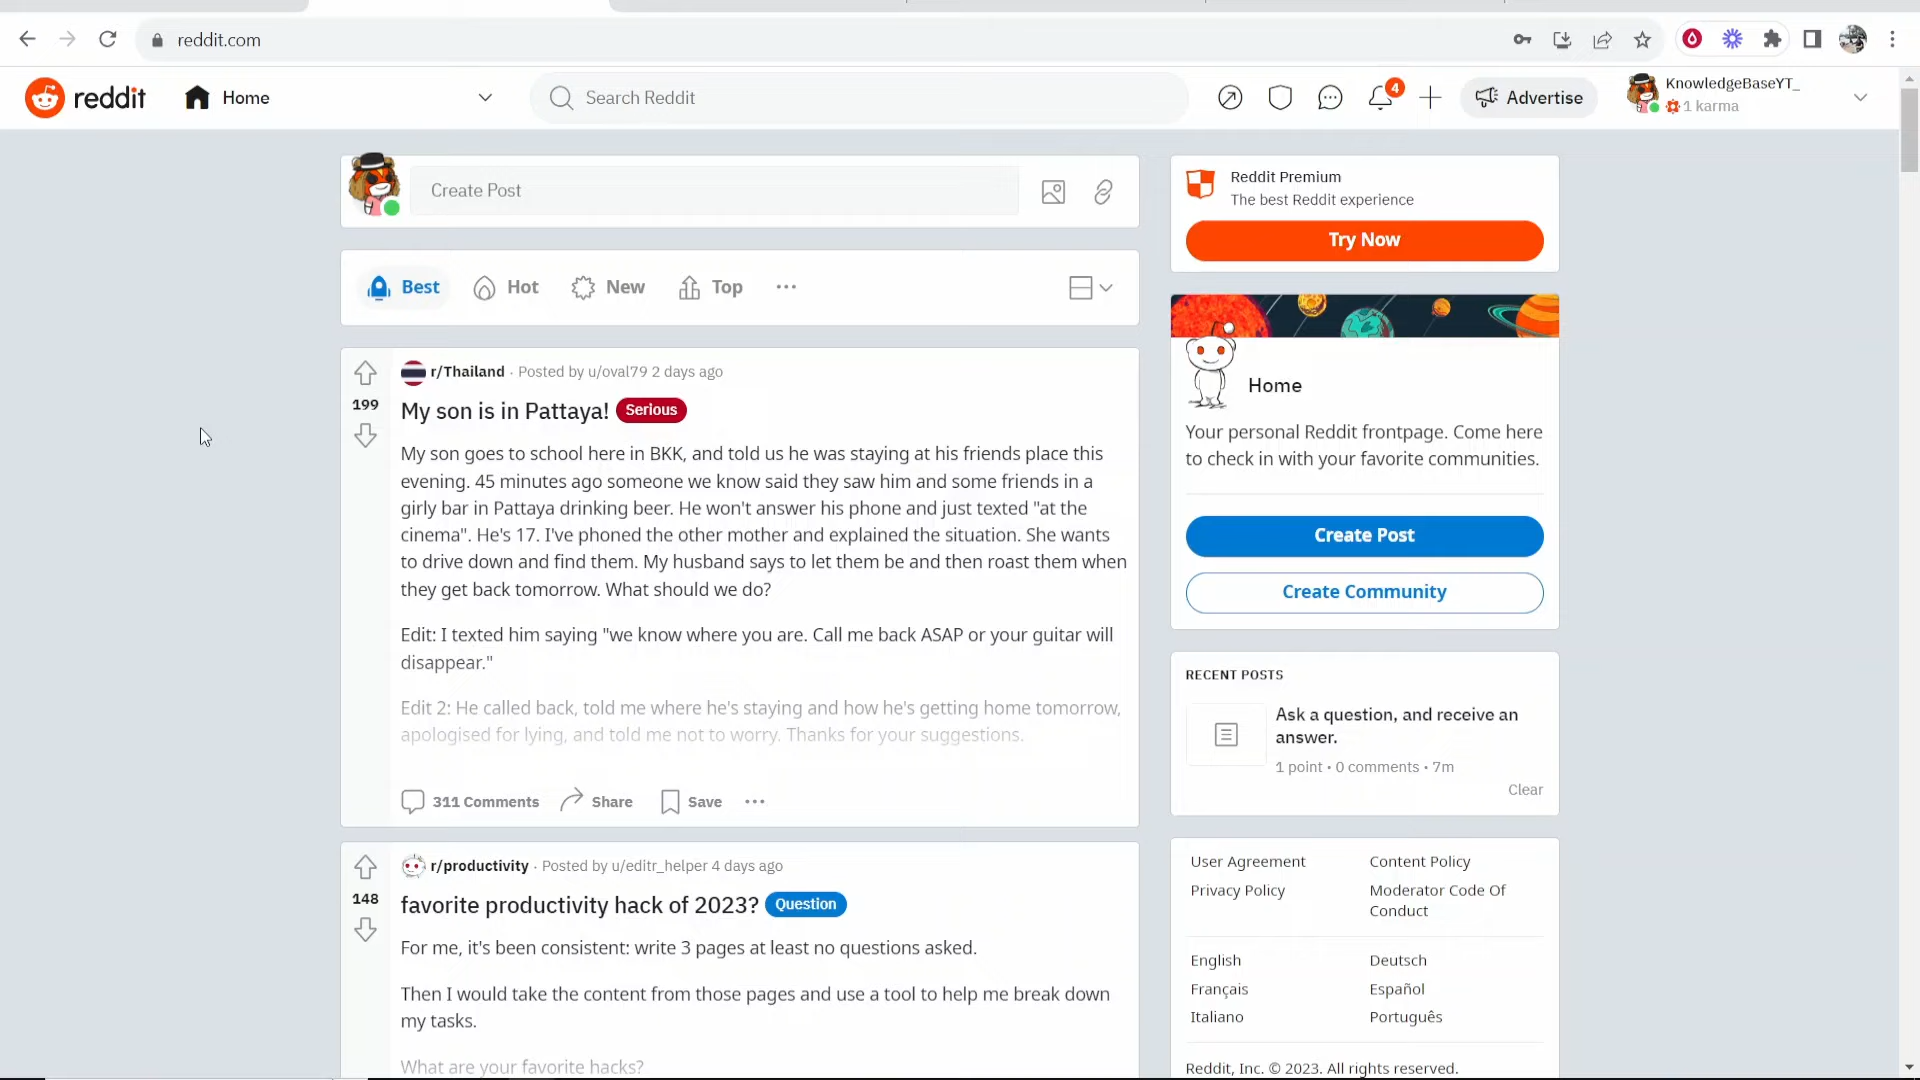 reddit.com
reddit
Home
Search Reddit
4
Advertise
KnowledgeBaseYT_
1 karma
Create Post
Best
Hot
New
Top
r/Thailand · Posted by u/oval79 2 days ago
199
My son is in Pattaya! Serious
My son goes to school here in BKK, and told us he was staying at his friends place this
evening. 45 minutes ago someone we know said they saw him and some friends in a
girly bar in Pattaya drinking beer. He won't answer his phone and just texted "at the
cinema". He's 17. I've phoned the other mother and explained the situation. She wants
to drive down and find them. My husband says to let them be and then roast them when
they get back tomorrow. What should we do?
Edit: I texted him saying "we know where you are. Call me back ASAP or your guitar will
disappear."
Edit 2: He called back, told me where he's staying and how he's getting home tomorrow,
apologised for lying, and told me not to worry. Thanks for your suggestions.
311 Comments
Share
Save
r/productivity · Posted by u/editr_helper 4 days ago
148
favorite productivity hack of 2023? Question
For me, it's been consistent: write 3 pages at least no questions asked.
Then I would take the content from those pages and use a tool to help me break down
my tasks.
What are your favorite hacks?
Reddit Premium
The best Reddit experience
Try Now
Home
Your personal Reddit frontpage. Come here
to check in with your favorite communities.
Create Post
Create Community
RECENT POSTS
Ask a question, and receive an
answer.
1 point • 0 comments • 7m
Clear
User Agreement
Content Policy
Privacy Policy
Moderator Code Of
Conduct
English
Deutsch
Français
Español
Italiano
Português
Reddit, Inc. © 2023. All rights reserved.